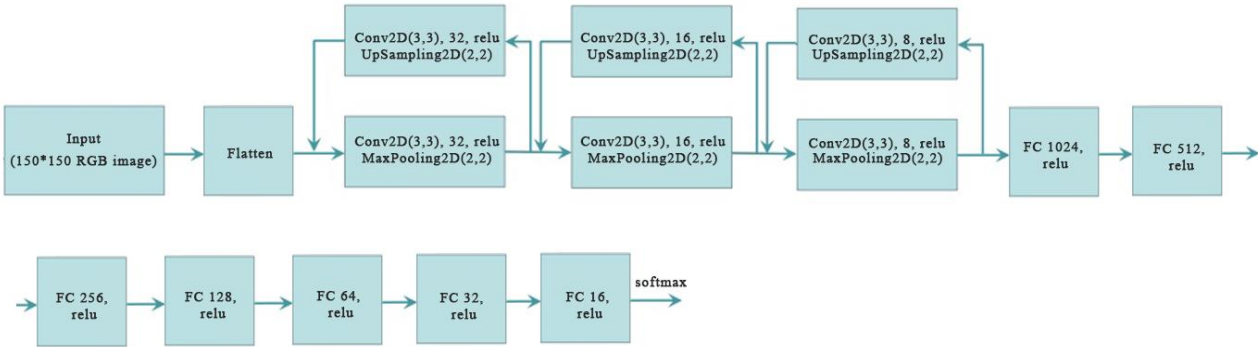 Conv2D(3,3), 32, relu
UpSampling2D(2,2)
Conv2D(3,3), 16, relu
UpSampling2D(2,2)
Conv2D(3,3), 8, relu
UpSampling2D(2,2)
Input
(150*150 RGB image)
Flatten
Conv2D(3,3), 32, relu
MaxPooling2D(2,2)
Conv2D(3,3), 16, relu
MaxPooling2D(2,2)
Conv2D(3,3), 8, relu
MaxPooling2D(2,2)
FC 1024,
relu
FC 512,
relu
FC 256,
relu
FC 128,
relu
FC 64,
relu
FC 32,
relu
FC 16,
relu
softmax